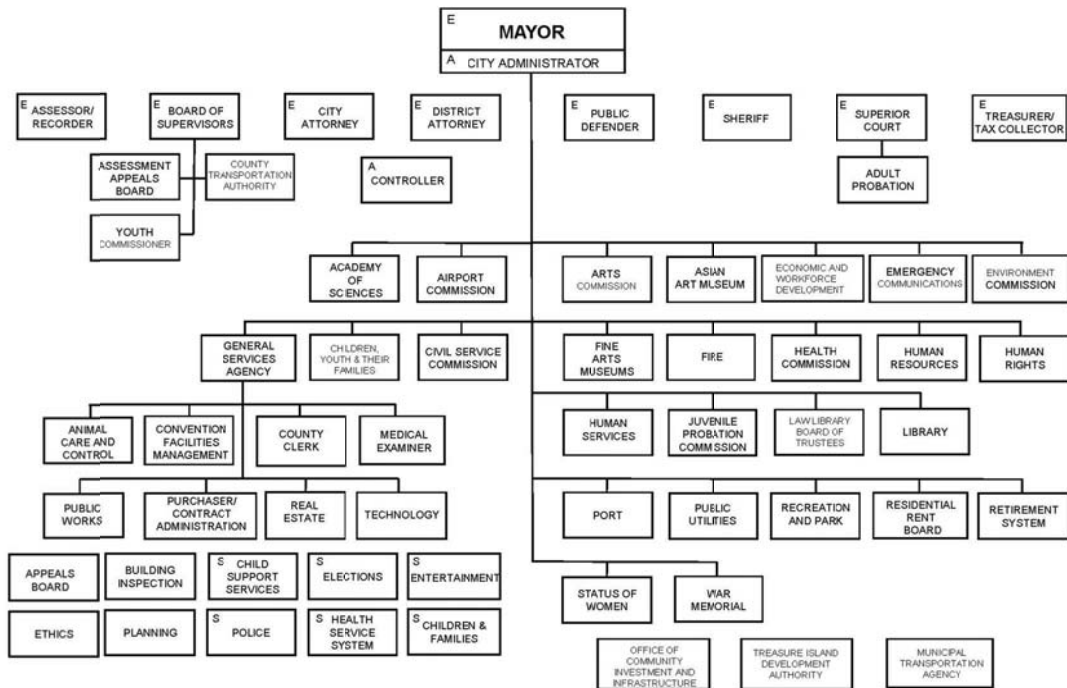 E
MAYOR
A
CITY ADMINISTRATOR
E
ASSESSOR/
RECORDER
E
BOARD OF
SUPERVISORS
E
CITY
ATTORNEY
E
DISTRICT
ATTORNEY
E
PUBLIC
DEFENDER
E
SHERIFF
E
SUPERIOR
COURT
E
TREASURER/
TAX COLLECTOR
ASSESSMENT
APPEALS
BOARD
COUNTY
TRANSPORTATION
AUTHORITY
A
CONTROLLER
ADULT
PROBATION
YOUTH
COMMISSIONER
ACADEMY
OF
SCIENCES
AIRPORT
COMMISSION
ARTS
COMMISSION
ASIAN
ART MUSEUM
ECONOMIC AND
WORKFORCE
DEVELOPMENT
EMERGENCY
COMMUNICATIONS
ENVIRONMENT
COMMISSION
GENERAL
SERVICES
AGENCY
CHILDREN,
YOUTH & THEIR
FAMILIES
CIVIL SERVICE
COMMISSION
FINE
ARTS
MUSEUMS
FIRE
HEALTH
COMMISSION
HUMAN
RESOURCES
HUMAN
RIGHTS
ANIMAL
CARE AND
CONTROL
CONVENTION
FACILITIES
MANAGEMENT
COUNTY
CLERK
MEDICAL
EXAMINER
HUMAN
SERVICES
JUVENILE
PROBATION
COMMISSION
LAW LIBRARY
BOARD OF
TRUSTEES
LIBRARY
PUBLIC
WORKS
PURCHASER/
CONTRACT
ADMINISTRATION
REAL
ESTATE
TECHNOLOGY
PORT
PUBLIC
UTILITIES
RECREATION
AND PARK
RESIDENTIAL
RENT
BOARD
RETIREMENT
SYSTEM
APPEALS
BOARD
BUILDING
INSPECTION
S
CHILD
SUPPORT
SERVICES
S
ELECTIONS
S
ENTERTAINMENT
STATUS OF
WOMEN
WAR
MEMORIAL
ETHICS
PLANNING
S
POLICE
S
HEALTH
SERVICE
SYSTEM
S
CHILDREN &
FAMILIES
OFFICE OF
COMMUNITY
INVESTMENT AND
INFRASTRUCTURE
TREASURE ISLAND
DEVELOPMENT
AUTHORITY
MUNICIPAL
TRANSPORTATION
AGENCY